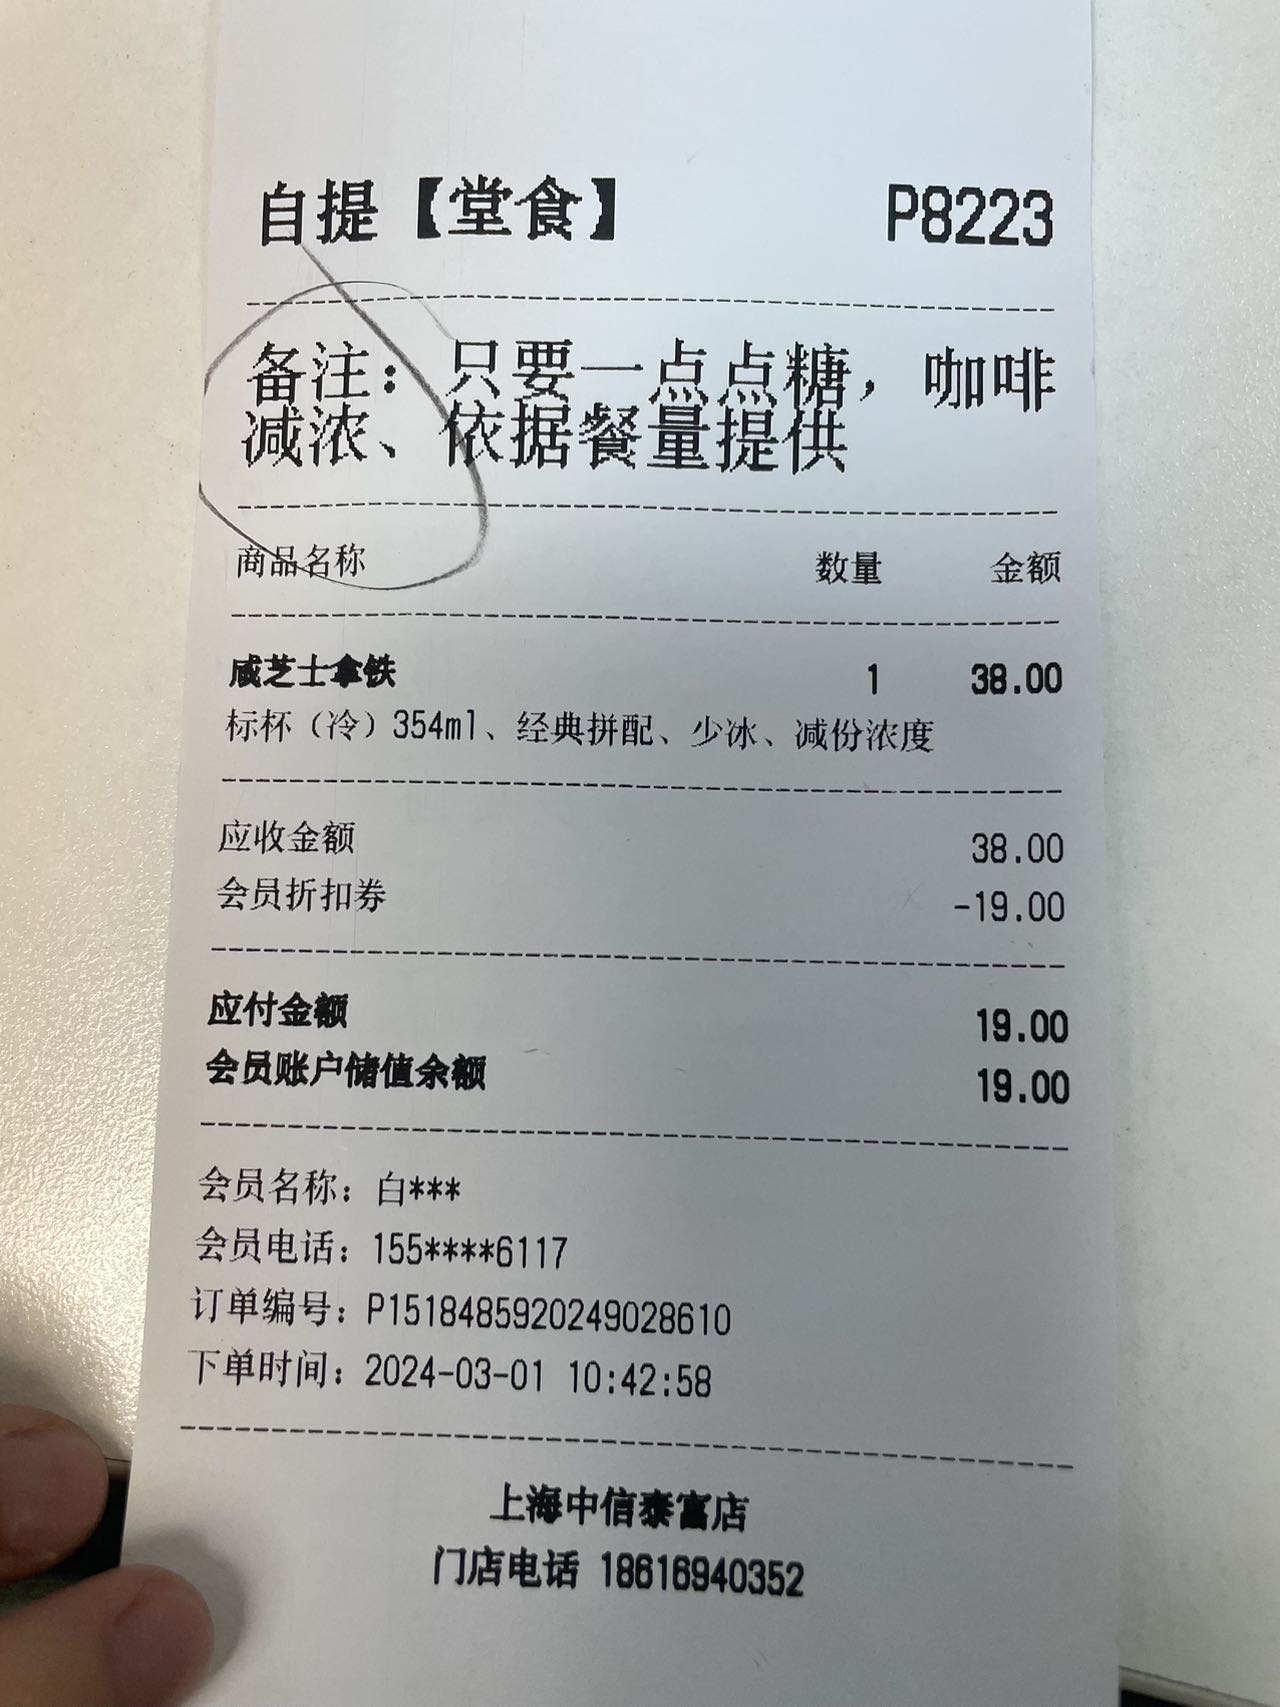 自提【堂食】 P8223
备注：只要一点点糖，咖啡
减浓、依据餐量提供
商品名称 数量 金额
咸芝士拿铁 1 38.00
标杯（冷）354ml、经典拼配、少冰、减份浓度
应收金额 38.00
会员折扣券 -19.00
应付金额 19.00
会员账户储值余额 19.00
会员名称：白***
会员电话：155****6117
订单编号：P1518485920249028610
下单时间：2024-03-01 10:42:58
上海中信泰富店
门店电话 18616940352